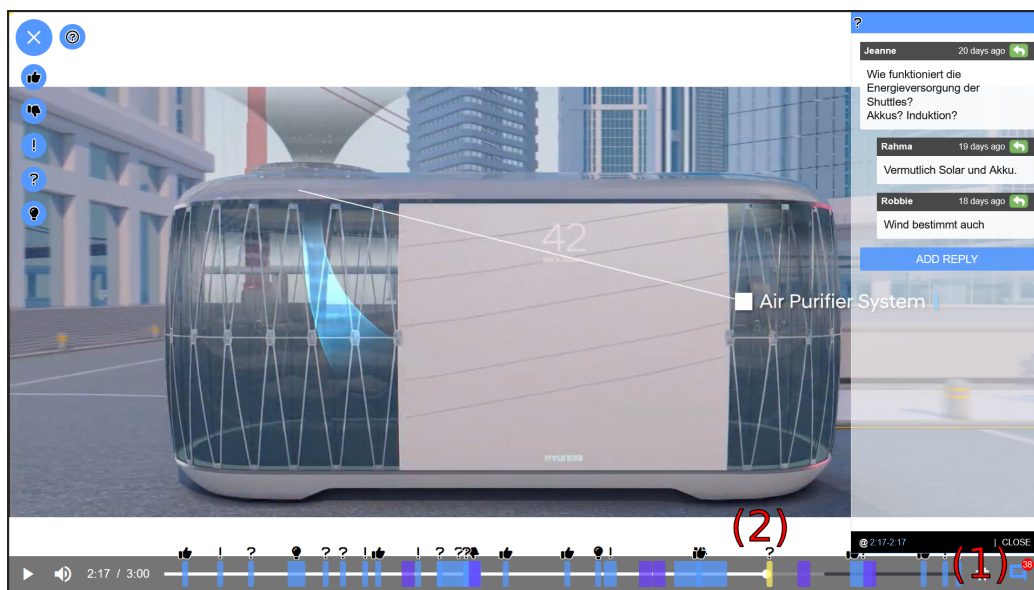 ?
Jeanne 20 days ago
Wie funktioniert die
Energieversorgung der
Shuttles?
Akkus? Induktion?
Rahma 19 days ago
Vermutlich Solar und Akku.
Robbie 18 days ago
Wind bestimmt auch
ADD REPLY
42
Air Purifier System
HYUNDAI
(2)
@ 2:17-2:17 | CLOSE
2:17 / 3:00
(1)
38